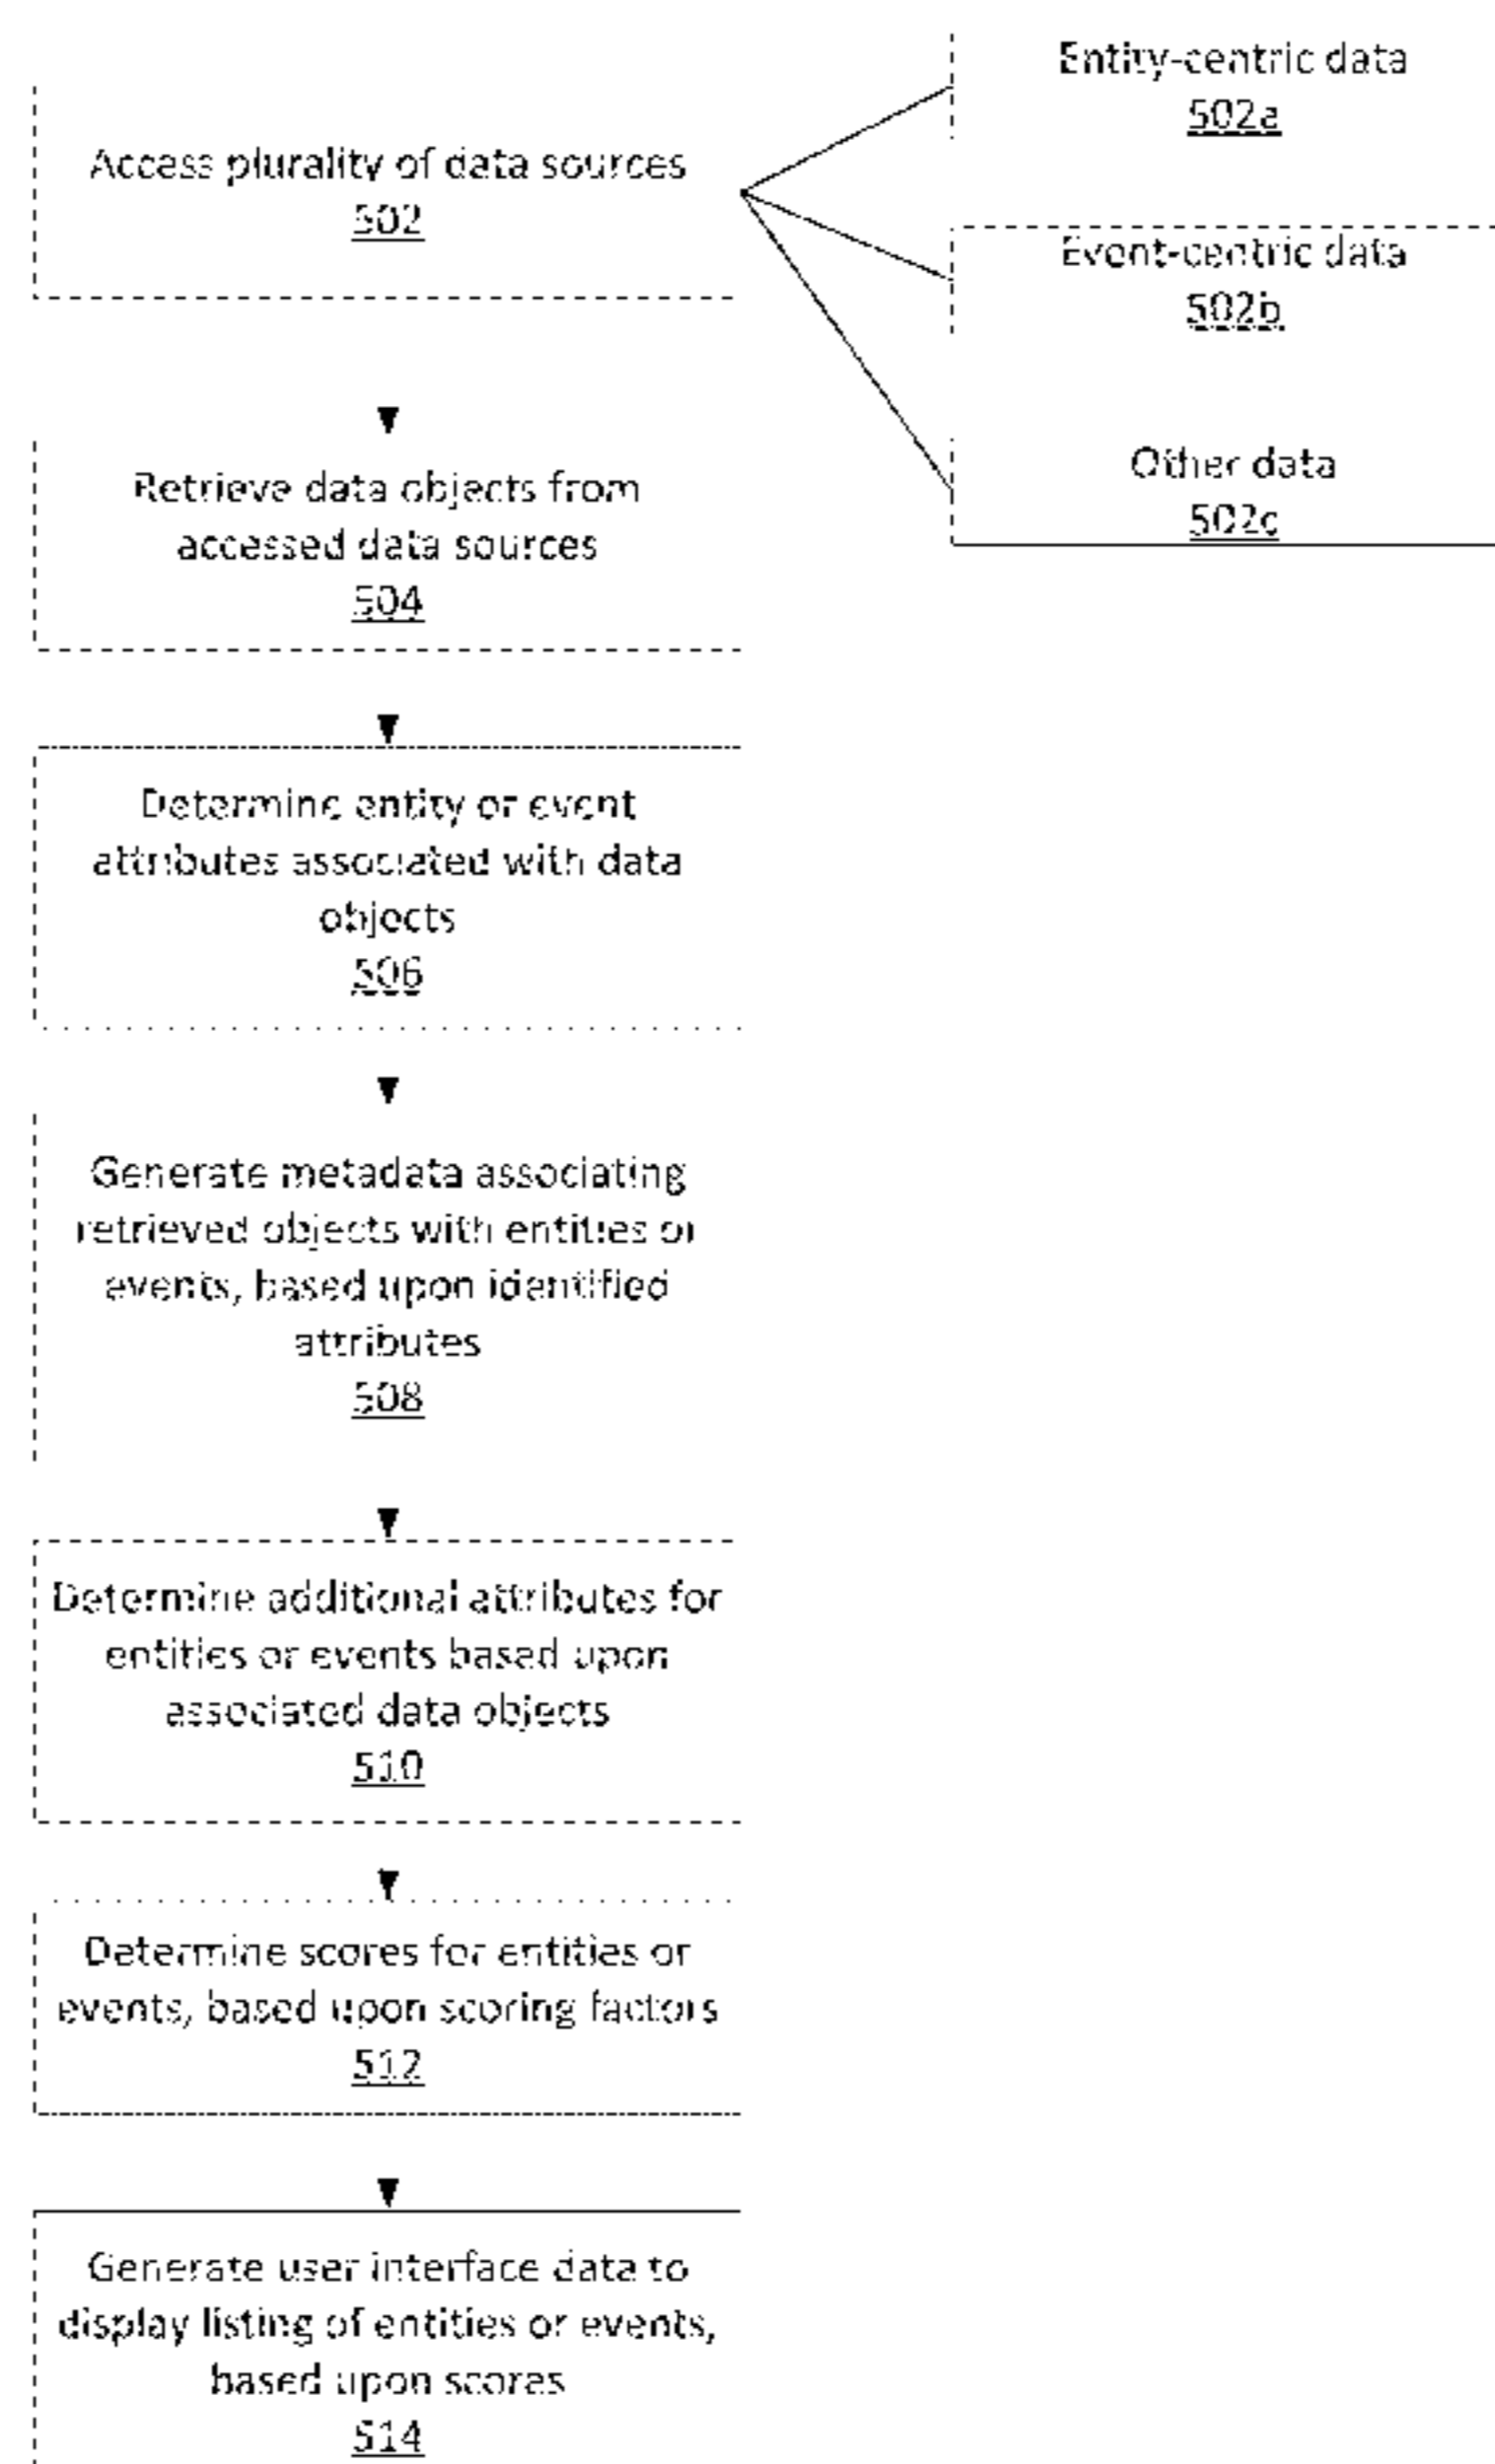 Access plurality of data sources
502
Entity-centric data
502a
Event-centric data
502b
Other data
502c
Retrieve data objects from
accessed data sources
504
Determine entity or event
attributes associated with data
objects
506
Generate metadata associating
retrieved objects with entities or
events, based upon identified
attributes
508
Determine additional attributes for
entities or events based upon
associated data objects
510
Determine scores for entities or
events, based upon scoring factors
512
Generate user interface data to
display listing of entities or events,
based upon scores
514